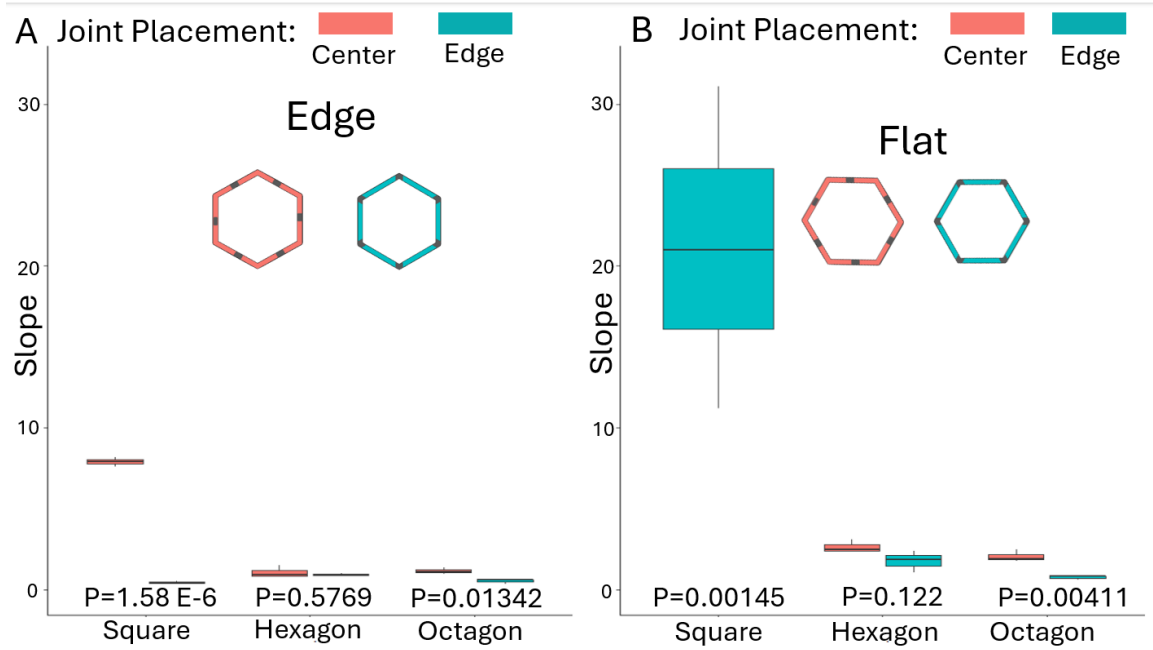 A Joint Placement:
Center
Edge
Edge
30
20
10
0
Slope
P=1.58 E-6
P=0.5769
P=0.01342
Square
Hexagon
Octagon
B Joint Placement:
Center
Edge
Flat
30
20
10
0
Slope
P=0.00145
P=0.122
P=0.00411
Square
Hexagon
Octagon